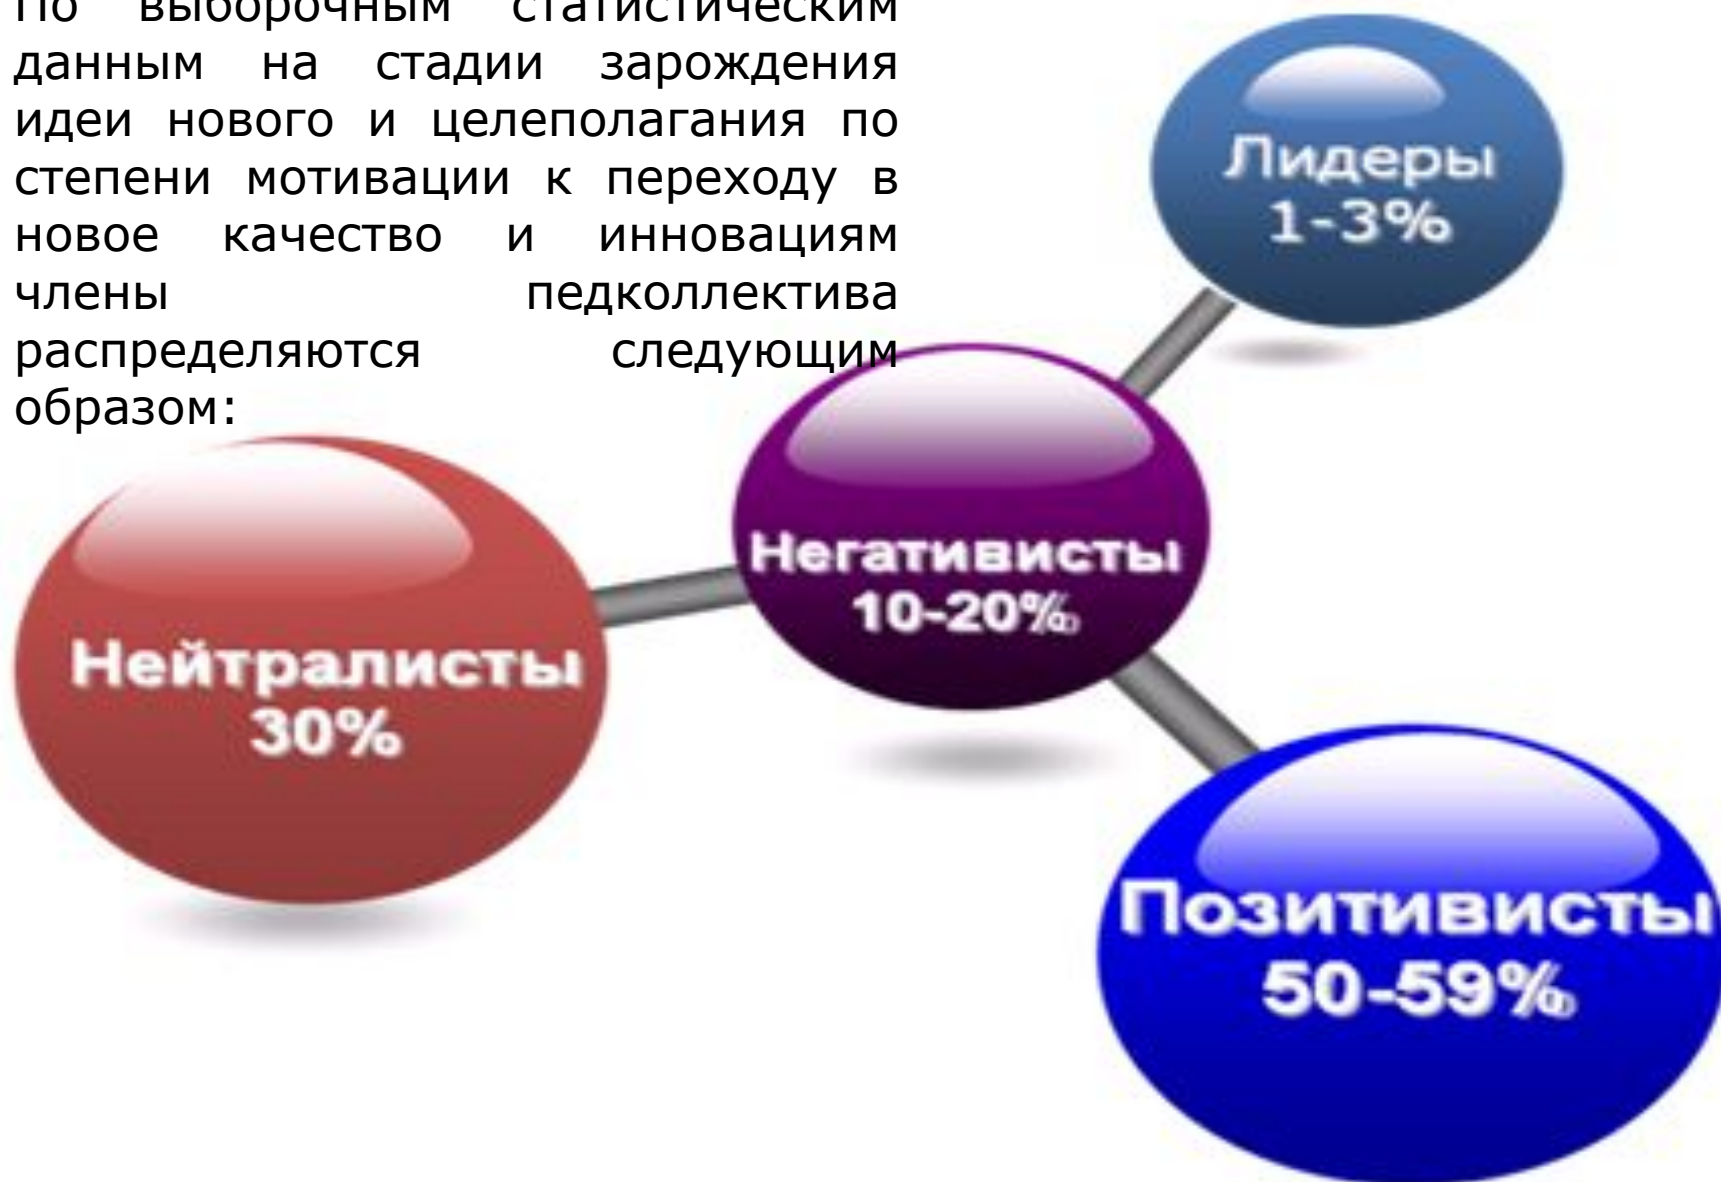 По выборочным статистическим
данным на стадии зарождения
идеи нового и целеполагания по
степени мотивации к переходу в
новое качество и инновациям
члены педколлектива
распределяются следующим
образом:
Лидеры
1-3%
Негативисты
10-20%
Нейтралисты
30%
Позитивисты
50-59%